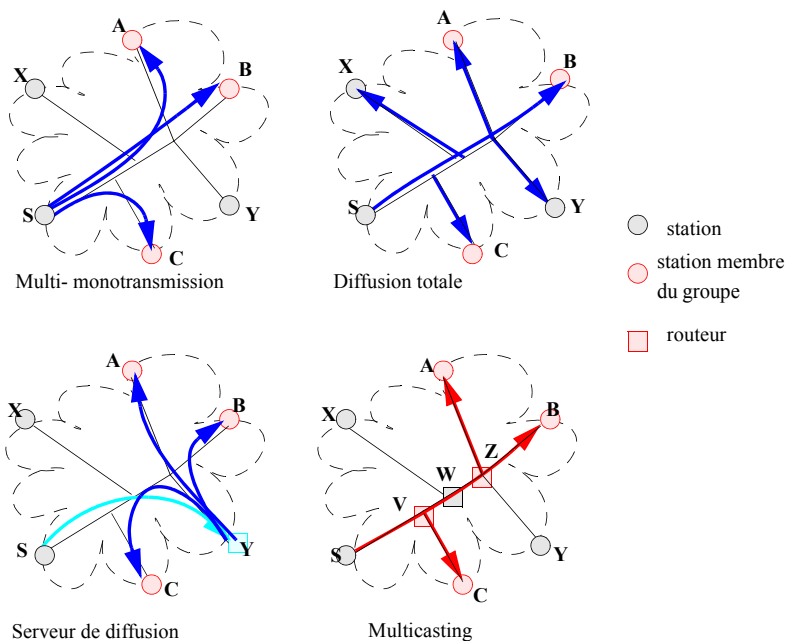 A
X
B
S
Y
C
Multi- monotransmission
A
X
B
S
Y
C
Diffusion totale
station
station membre
du groupe
routeur
A
X
B
S
Y
C
Serveur de diffusion
A
X
B
Z
W
V
S
Y
C
Multicasting